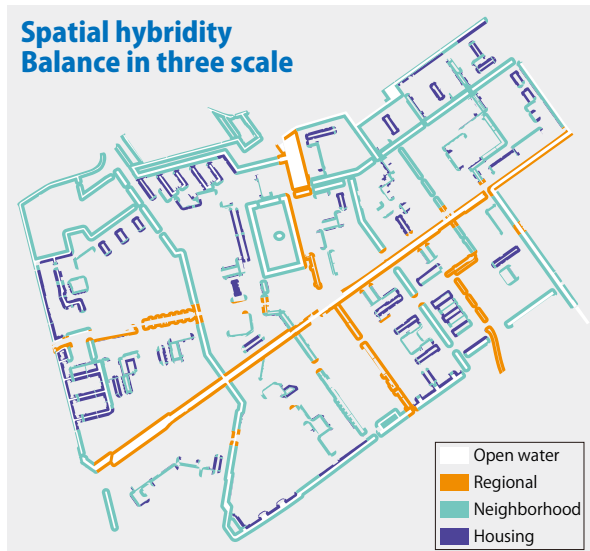 Spatial hybridity
Balance in three scale
Open water
Regional
Neighborhood
Housing